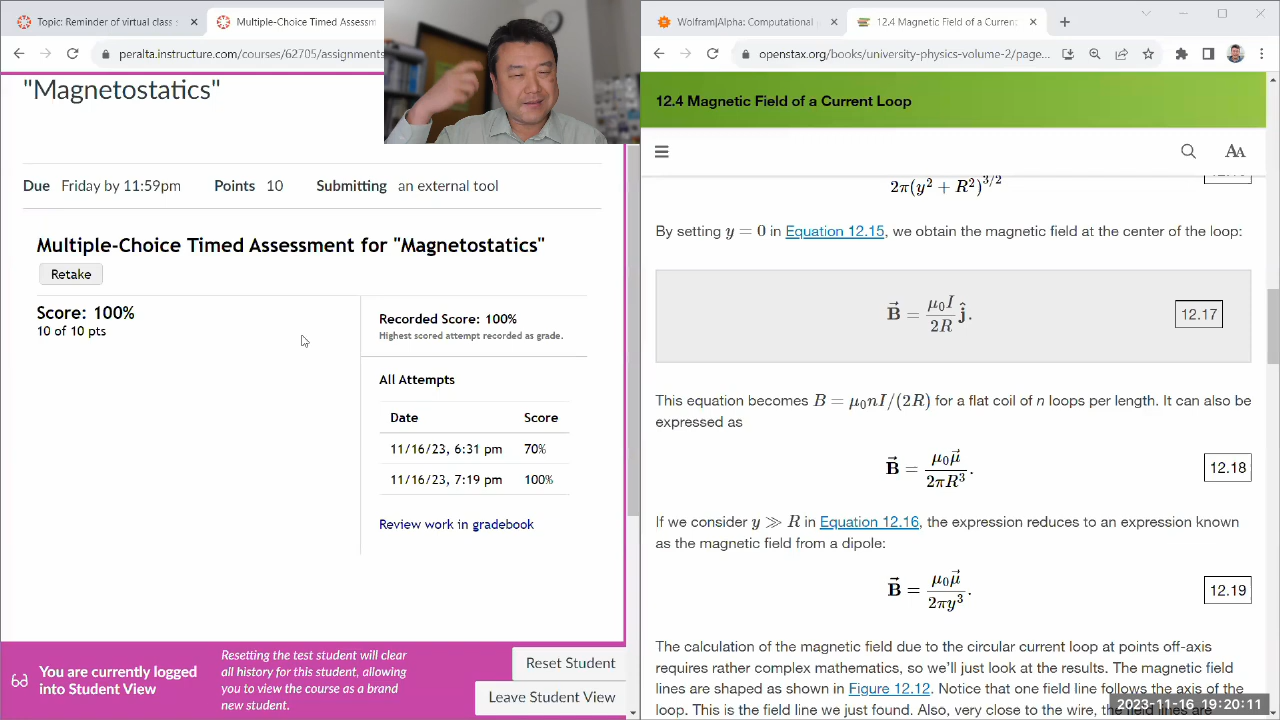 Topic: Reminder of virtual class s
Multiple-Choice Timed Assessm
peralta.instructure.com/courses/62705/assignments
"Magnetostatics"
Due Friday by 11:59pm Points 10 Submitting an external tool
Multiple-Choice Timed Assessment for "Magnetostatics"
Retake
Score: 100%
10 of 10 pts
Recorded Score: 100%
Highest scored attempt recorded as grade.
All Attempts
Date Score
11/16/23, 6:31 pm 70%
11/16/23, 7:19 pm 100%
Review work in gradebook
You are currently logged
into Student View
Resetting the test student will clear
all history for this student, allowing
you to view the course as a brand
new student.
Reset Student
Leave Student View
Wolfram|Alpha: Computational
12.4 Magnetic Field of a Current
openstax.org/books/university-physics-volume-2/page...
12.4 Magnetic Field of a Current Loop
AA
2π(y² + R²)^3/2
By setting y = 0 in Equation 12.15, we obtain the magnetic field at the center of the loop:
B⃗ = μ₀I/2R ĵ. 12.17
This equation becomes B = μ₀nI/(2R) for a flat coil of n loops per length. It can also be
expressed as
B⃗ = μ₀μ⃗/2πR³. 12.18
If we consider y ≫ R in Equation 12.16, the expression reduces to an expression known
as the magnetic field from a dipole:
B⃗ = μ₀μ⃗/2πy³. 12.19
The calculation of the magnetic field due to the circular current loop at points off-axis
requires rather complex mathematics, so we'll just look at the results. The magnetic field
lines are shaped as shown in Figure 12.12. Notice that one field line follows the axis of the
loop. This is the field line we just found. Also, very close to the wire, the field lines are
2023-11-16 19:20:11